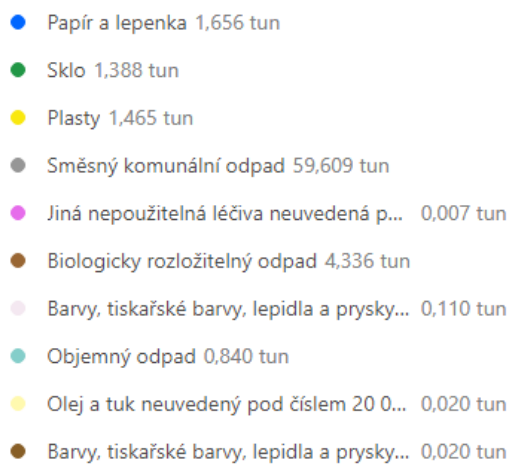 Papír a lepenka 1,656 tun
Sklo 1,388 tun
Plasty 1,465 tun
Směsný komunální odpad 59,609 tun
Jiná nepoužitelná léčiva neuvedená p... 0,007 tun
Biologicky rozložitelný odpad 4,336 tun
Barvy, tiskařské barvy, lepidla a prysky... 0,110 tun
Objemný odpad 0,840 tun
Olej a tuk neuvedený pod číslem 20 0... 0,020 tun
Barvy, tiskařské barvy, lepidla a prysky... 0,020 tun